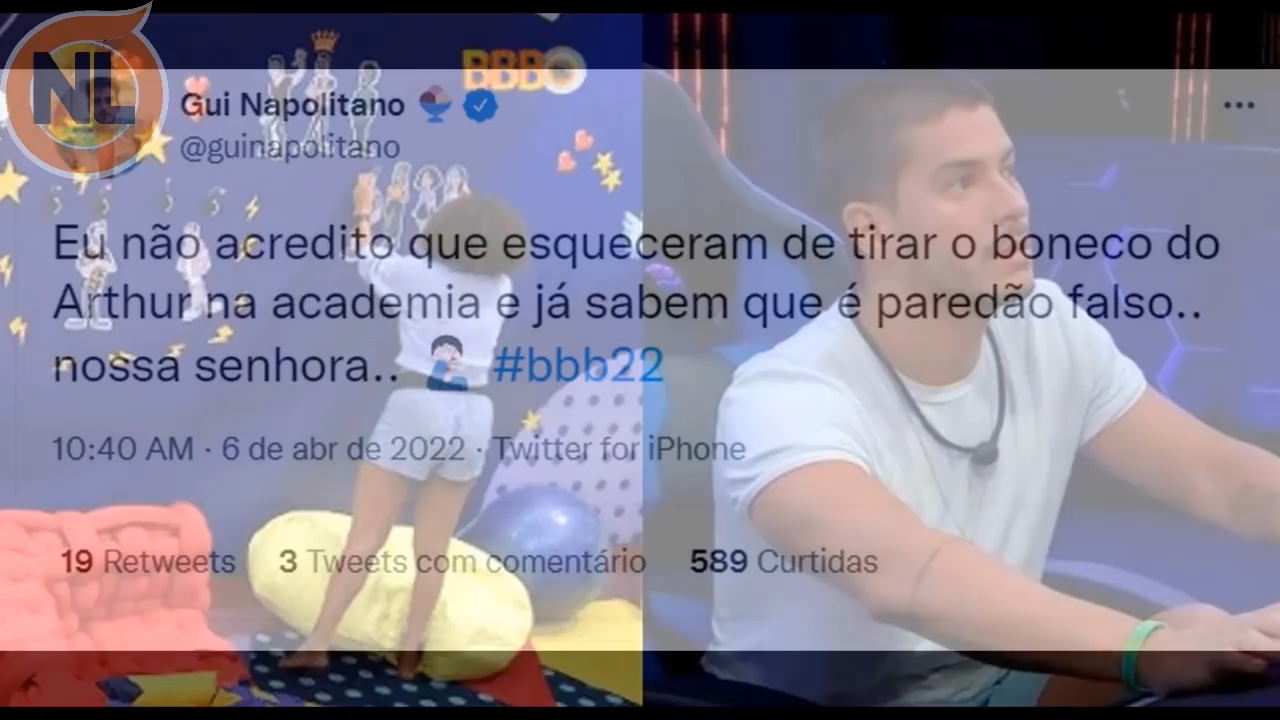 NL
BBB
Gui Napolitano
@guinapolitano
Eu não acredito que esqueceram de tirar o boneco do
Arthur na academia e já sabem que é paredão falso..
nossa senhora.. #bbb22
10:40 AM · 6 de abr de 2022 · Twitter for iPhone
19 Retweets 3 Tweets com comentário 589 Curtidas